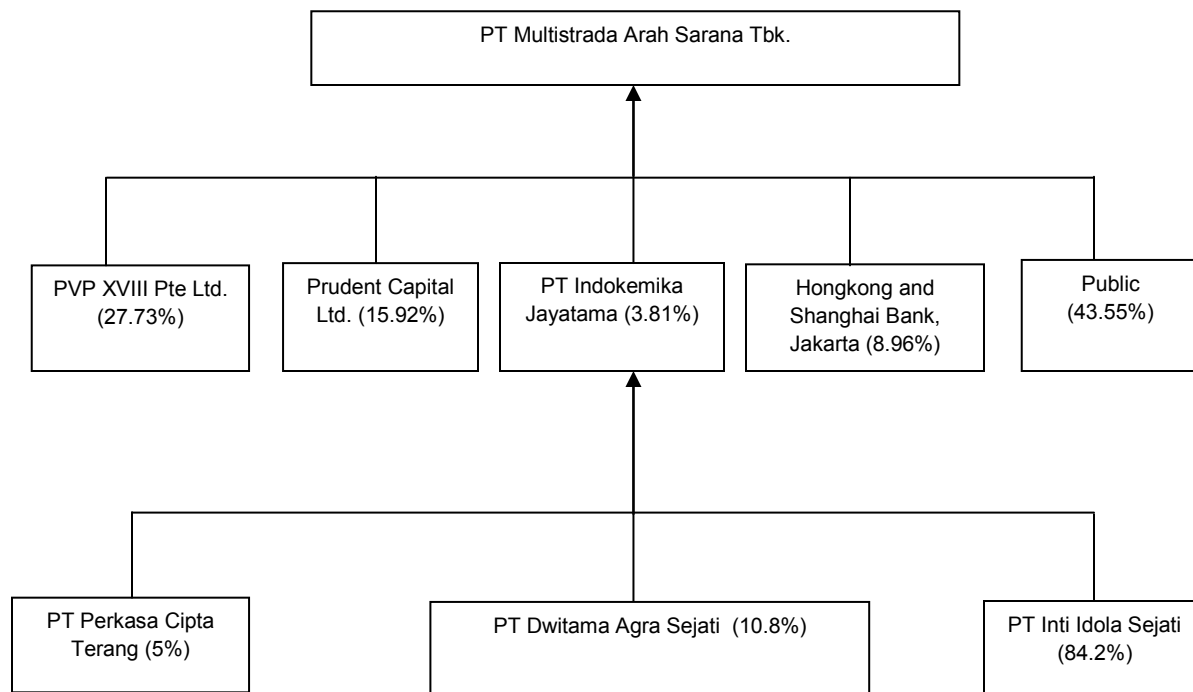 PT Multistrada Arah Sarana Tbk.
PVP XVIII Pte Ltd.
(27.73%)
Prudent Capital
Ltd. (15.92%)
PT Indokemika
Jayatama (3.81%)
Hongkong and
Shanghai Bank,
Jakarta (8.96%)
Public
(43.55%)
PT Perkasa Cipta
Terang (5%)
PT Dwitama Agra Sejati (10.8%)
PT Inti Idola Sejati
(84.2%)